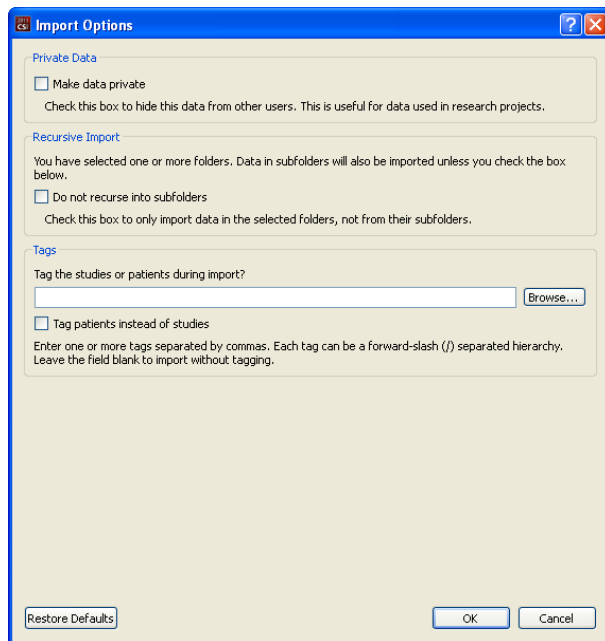 Import Options
Private Data
Make data private
Check this box to hide this data from other users. This is useful for data used in research projects.
Recursive Import
You have selected one or more folders. Data in subfolders will also be imported unless you check the box
below.
Do not recurse into subfolders
Check this box to only import data in the selected folders, not from their subfolders.
Tags
Tag the studies or patients during import?
Browse...
Tag patients instead of studies
Enter one or more tags separated by commas. Each tag can be a forward-slash (/) separated hierarchy.
Leave the field blank to import without tagging.
Restore Defaults
OK
Cancel